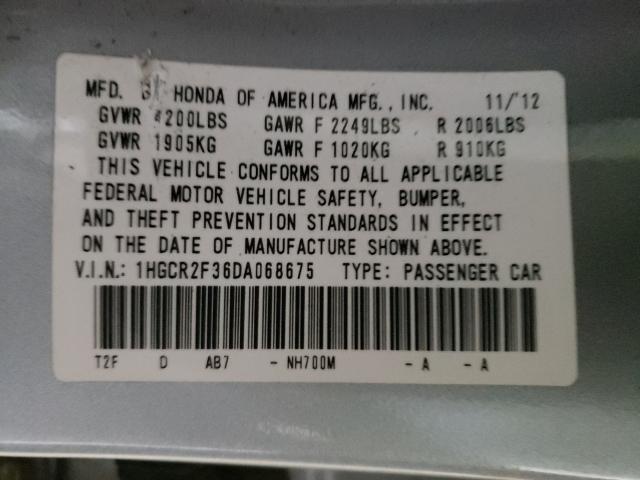 MFD. BY HONDA OF AMERICA MFG., INC. 11/'12
GVWR 4200LBS GAWR F 2249LBS R 2006LBS
GVWR 1905KG GAWR F 1020KG R 910KG
THIS VEHICLE CONFORMS TO ALL APPLICABLE
FEDERAL MOTOR VEHICLE SAFETY, BUMPER,
AND THEFT PREVENTION STANDARDS IN EFFECT
ON THE DATE OF MANUFACTURE SHOWN ABOVE.
V.I.N.: 1HGCR2F36DA068675 TYPE: PASSENGER CAR
T2F D AB7 - NH700M - A - A